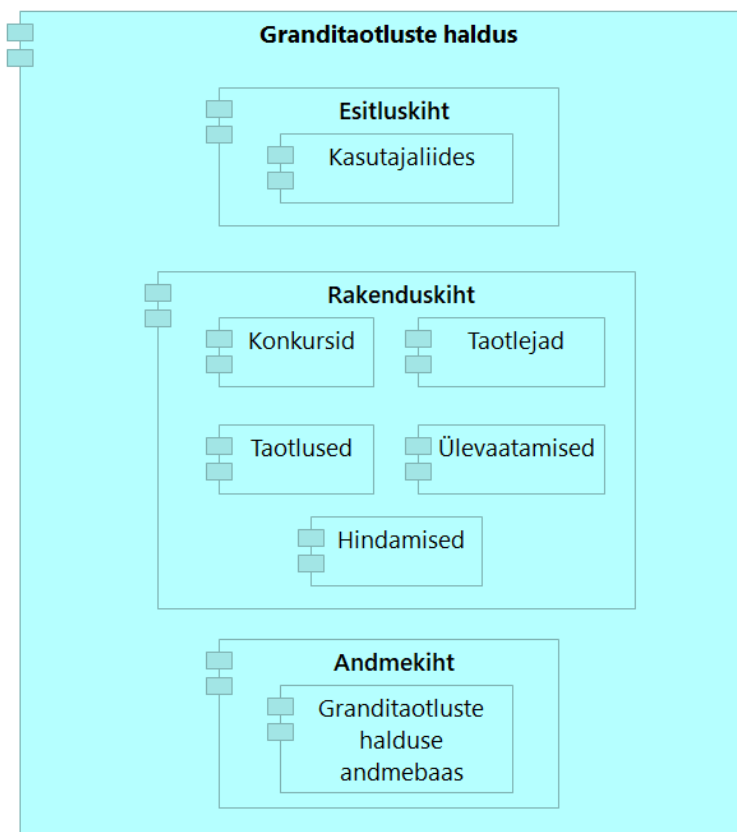 Granditaotluste haldus
Esitluskiht
Kasutajaliides
Rakenduskiht
Konkursid
Taotlejad
Taotlused
Ülevaatamised
Hindamised
Andmekiht
Granditaotluste
halduse
andmebaas